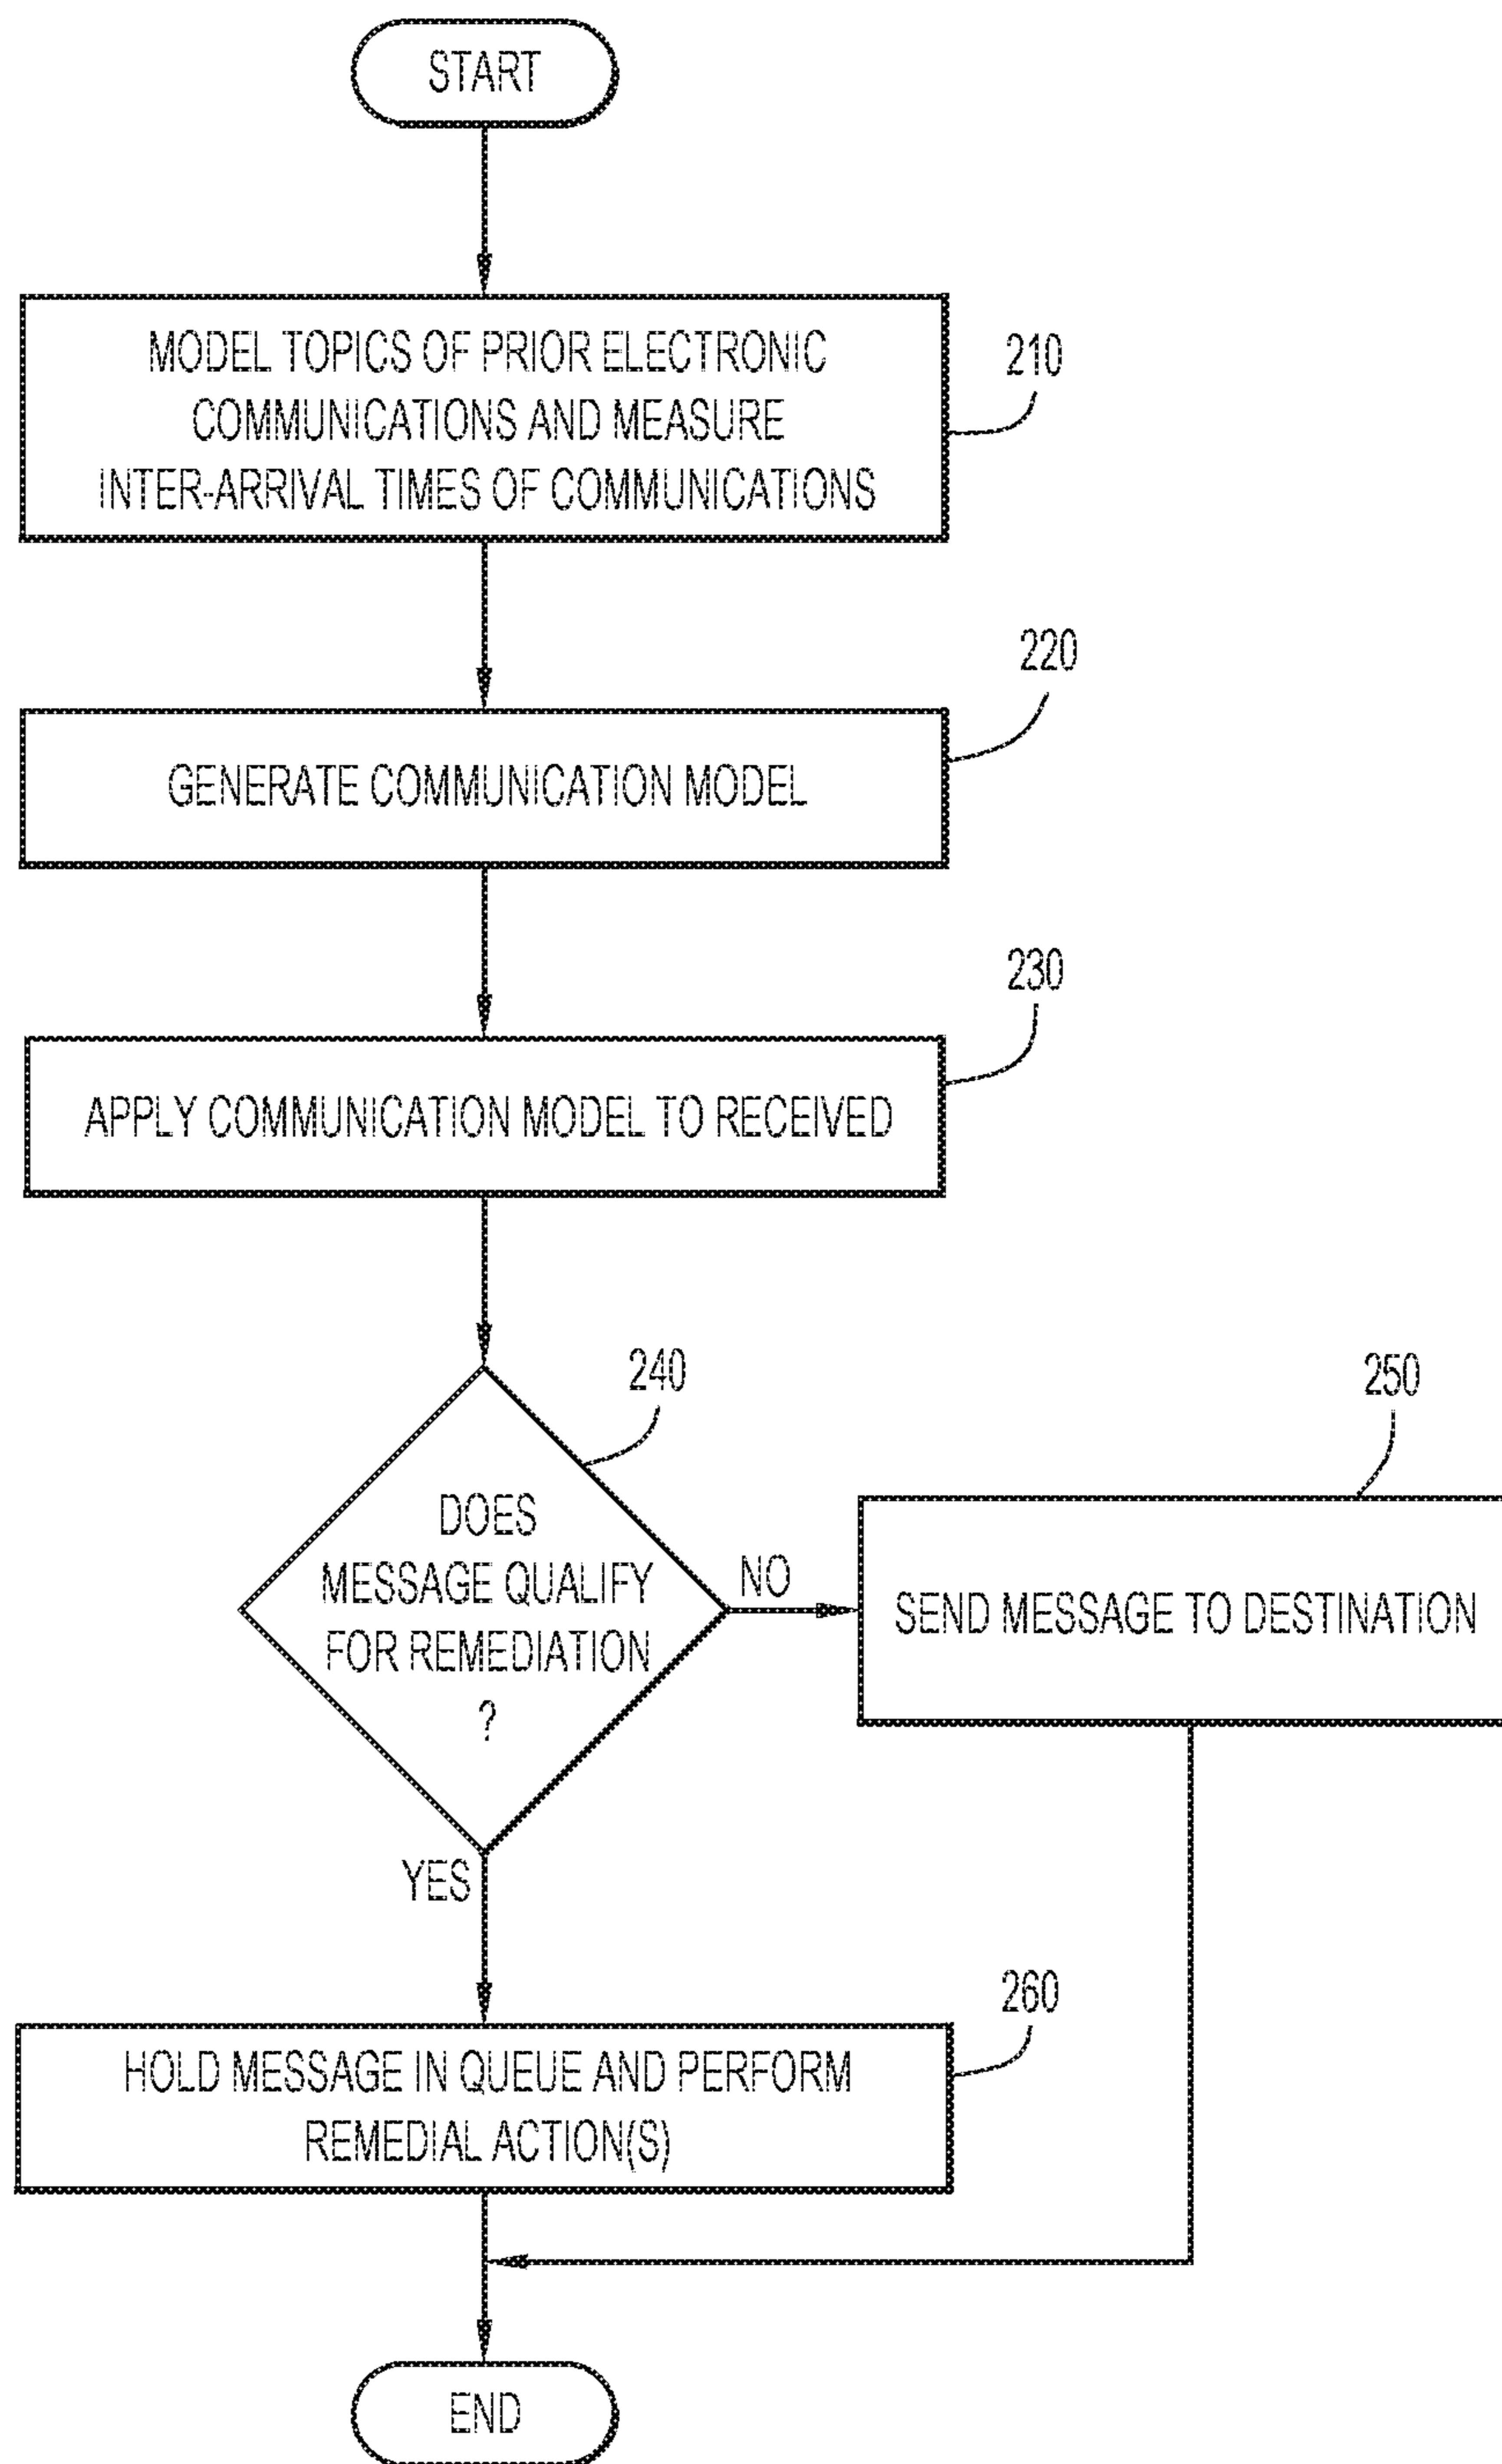 START
MODEL TOPICS OF PRIOR ELECTRONIC
COMMUNICATIONS AND MEASURE
INTER-ARRIVAL TIMES OF COMMUNICATIONS
210
220
GENERATE COMMUNICATION MODEL
230
APPLY COMMUNICATION MODEL TO RECEIVED
240
250
DOES
MESSAGE QUALIFY
FOR REMEDIATION
?
NO
SEND MESSAGE TO DESTINATION
YES
260
HOLD MESSAGE IN QUEUE AND PERFORM
REMEDIAL ACTION(S)
END